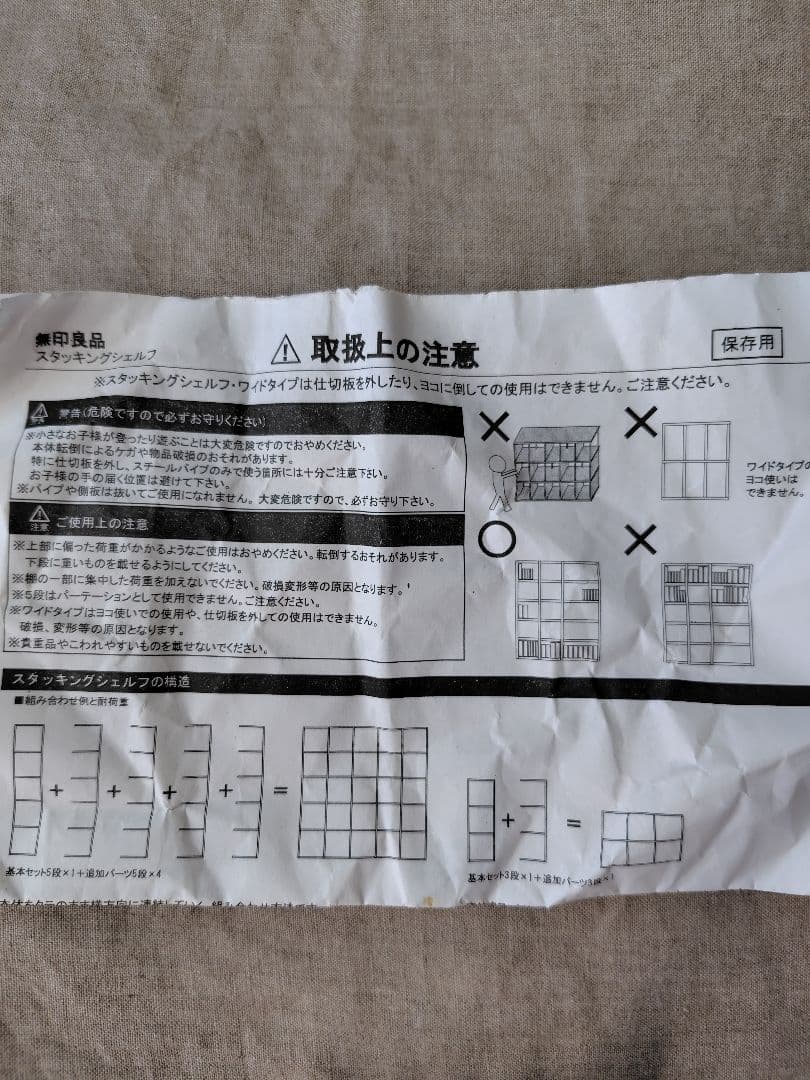 無印良品
スタッキングシェルフ
取扱上の注意
保存用
※スタッキングシェルフ・ワイドタイプは仕切板を外したり、ヨコに倒しての使用はできません。ご注意ください。
警告(危険ですので必ずお守りください)
※小さなお子様が登ったり遊ぶことは大変危険ですのでおやめください。
本体転倒によるケガや物品破損のおそれがあります。
特に仕切板を外し、スチールパイプのみで使う箇所には十分ご注意下さい。
お子様の手の届く位置は避けて下さい。
※パイプや側板は抜いてご使用になれません。大変危険ですので、必ずお守り下さい。
注意 ご使用上の注意
※上部に偏った荷重がかかるようなご使用はおやめください。転倒するおそれがあります。
下段に重いものを載せるようにしてください。
※棚の一部に集中した荷重を加えないでください。破損変形等の原因となります。
※5段はパーテーションとして使用できません。ご注意ください。
※ワイドタイプはヨコ使いでの使用や、仕切板を外しての使用はできません。
破損、変形等の原因となります。
※貴重品やこわれやすいものを載せないでください。
ワイドタイプの
ヨコ使いは
できません。
スタッキングシェルフの構造
■組み合わせ例と耐荷重
+ + + + =
+ =
基本セット5段×1+追加パーツ5段×4
基本セット3段×1+追加パーツ3段×1